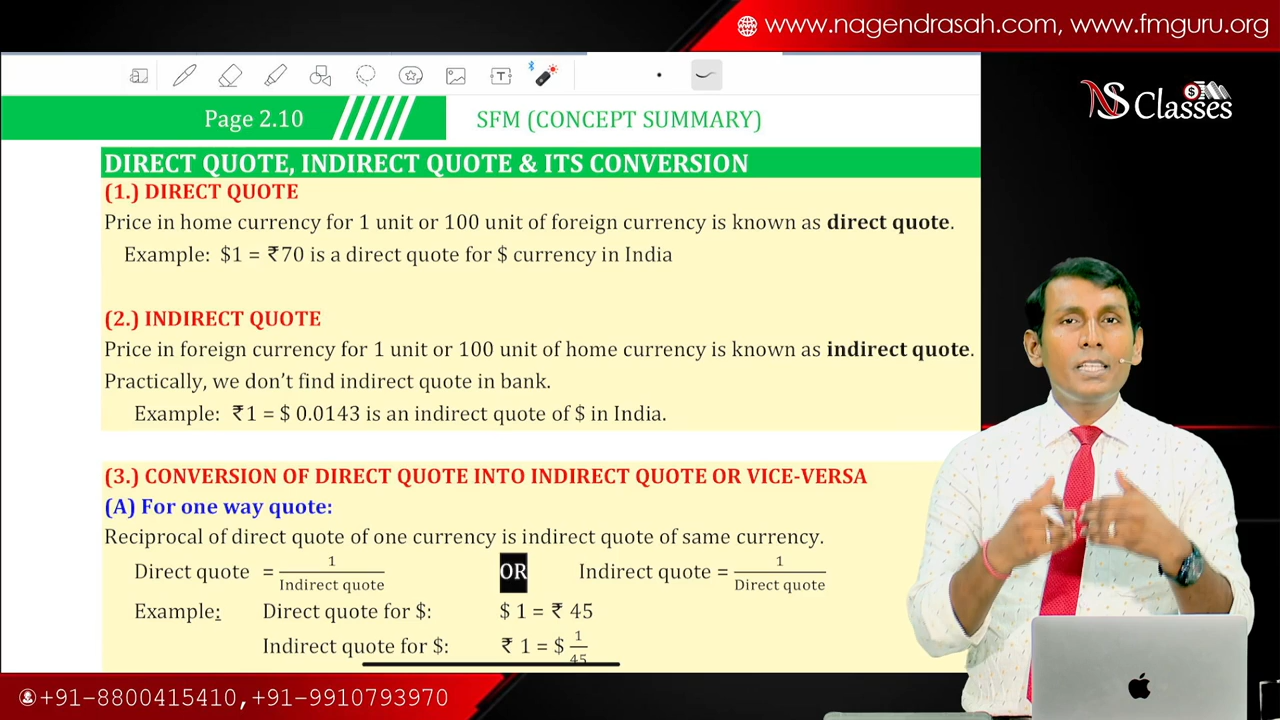 www.nagendrasah.com, www.fmguru.org
NS Classes
Page 2.10
SFM (CONCEPT SUMMARY)
DIRECT QUOTE, INDIRECT QUOTE & ITS CONVERSION
(1.) DIRECT QUOTE
Price in home currency for 1 unit or 100 unit of foreign currency is known as direct quote.
Example: $1 = ₹70 is a direct quote for $ currency in India
(2.) INDIRECT QUOTE
Price in foreign currency for 1 unit or 100 unit of home currency is known as indirect quote.
Practically, we don't find indirect quote in bank.
Example: ₹1 = $ 0.0143 is an indirect quote of $ in India.
(3.) CONVERSION OF DIRECT QUOTE INTO INDIRECT QUOTE OR VICE-VERSA
(A) For one way quote:
Reciprocal of direct quote of one currency is indirect quote of same currency.
Direct quote = 1/Indirect quote OR Indirect quote = 1/Direct quote
Example: Direct quote for $: $ 1 = ₹ 45
Indirect quote for $: ₹ 1 = $ 1/45
+91-8800415410,+91-9910793970